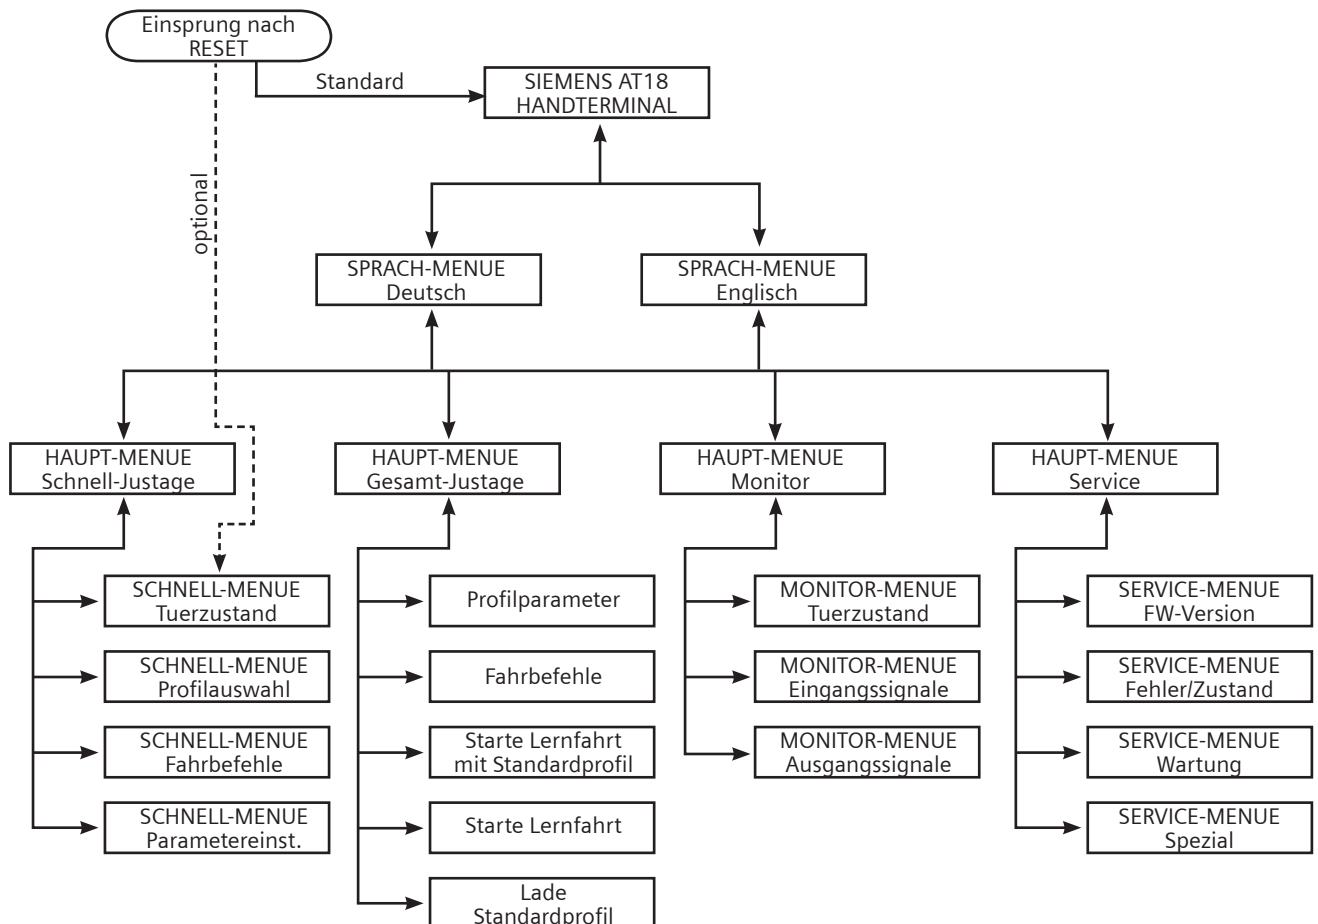 Einsprung nach
RESET
Standard
SIEMENS AT18
HANDTERMINAL
optional
SPRACH-MENUE
Deutsch
SPRACH-MENUE
Englisch
HAUPT-MENUE
Schnell-Justage
HAUPT-MENUE
Gesamt-Justage
HAUPT-MENUE
Monitor
HAUPT-MENUE
Service
SCHNELL-MENUE
Tuerzustand
SCHNELL-MENUE
Profilauswahl
SCHNELL-MENUE
Fahrbefehle
SCHNELL-MENUE
Parametereinst.
Profilparameter
Fahrbefehle
Starte Lernfahrt
mit Standardprofil
Starte Lernfahrt
Lade
Standardprofil
MONITOR-MENUE
Tuerzustand
MONITOR-MENUE
Eingangssignale
MONITOR-MENUE
Ausgangssignale
SERVICE-MENUE
FW-Version
SERVICE-MENUE
Fehler/Zustand
SERVICE-MENUE
Wartung
SERVICE-MENUE
Spezial